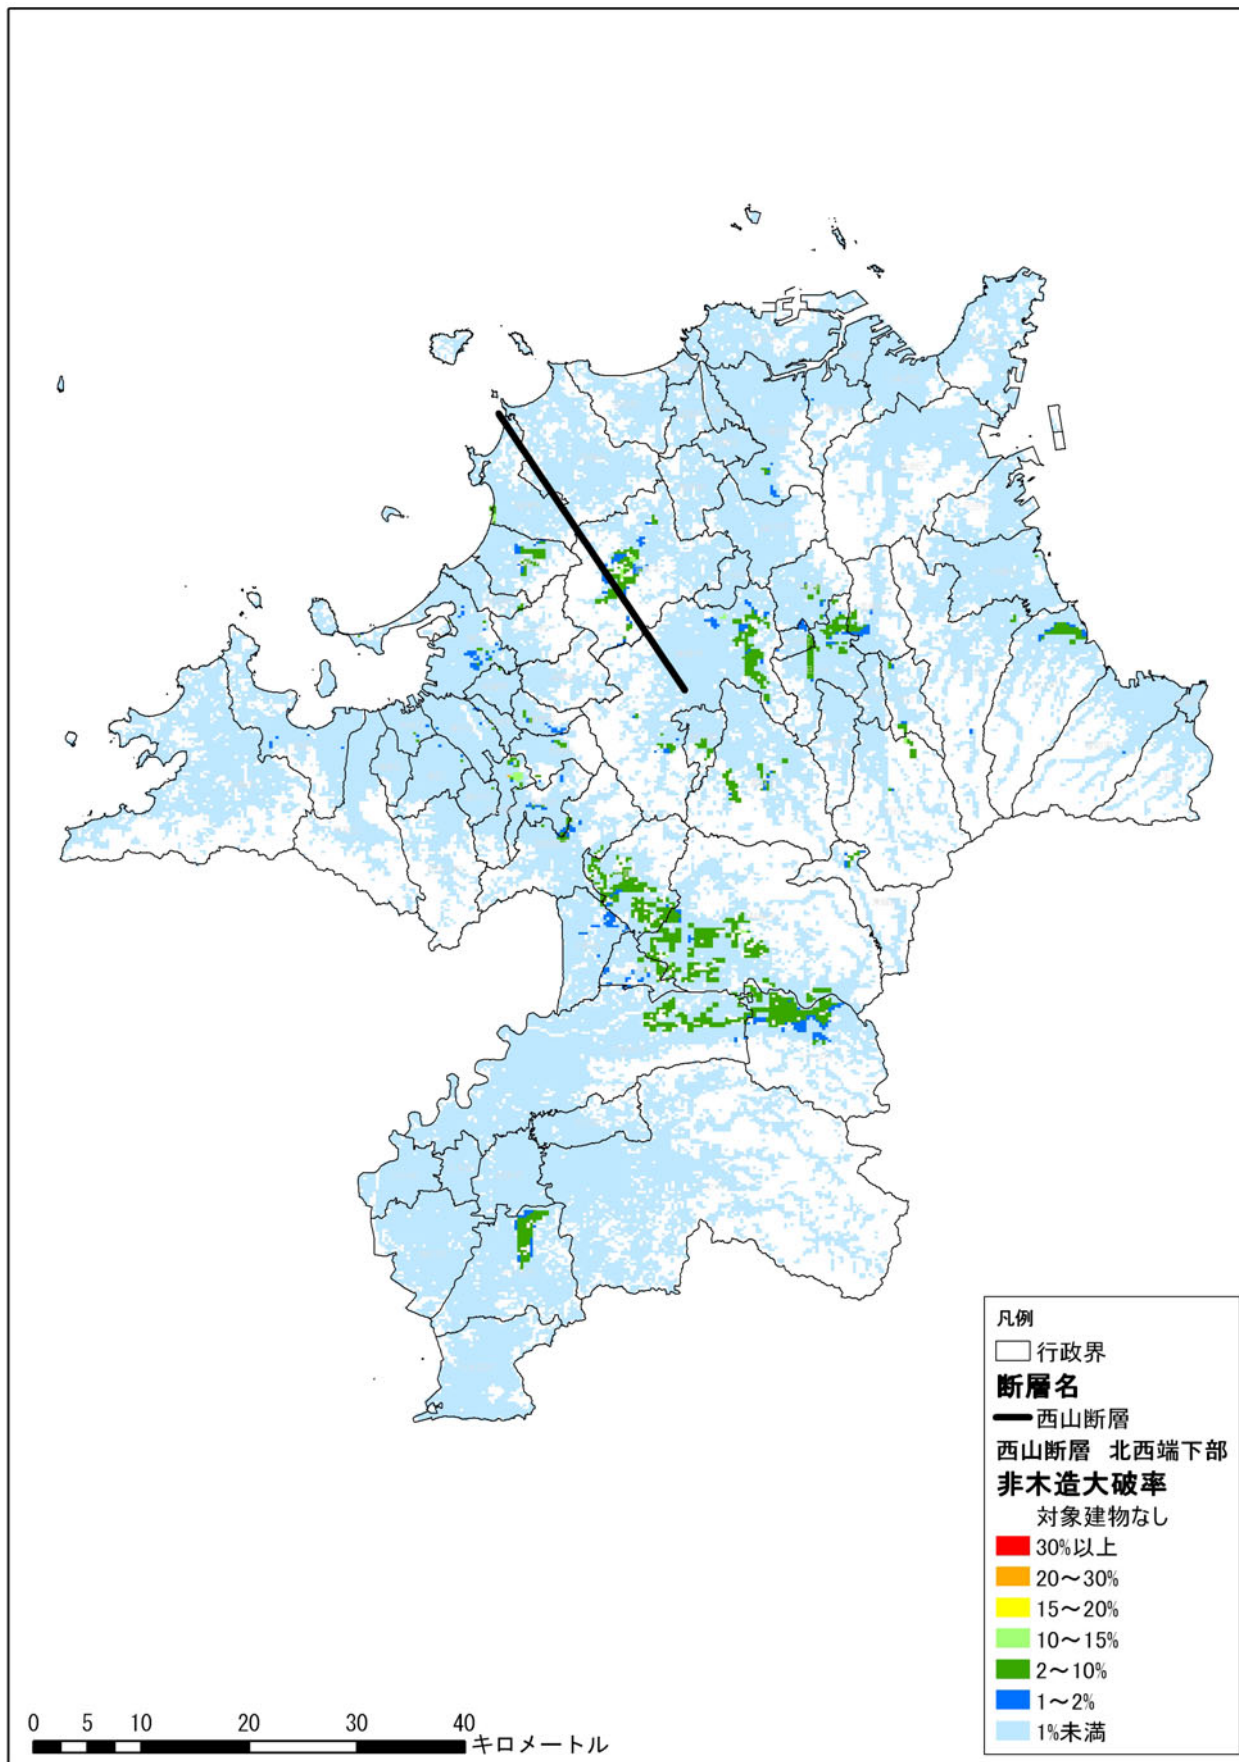 凡例
行政界
断層名
西山断層
西山断層 北西端下部
非木造大破率
対象建物なし
30%以上
20～30%
15～20%
10～15%
2～10%
1～2%
1%未満
0 5 10 20 30 40
キロメートル